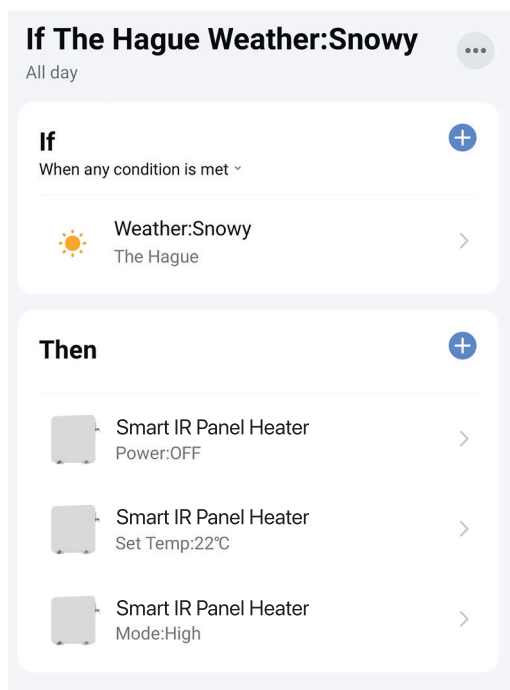 If The Hague Weather:Snowy
All day
If
When any condition is met
Weather:Snowy
The Hague
Then
Smart IR Panel Heater
Power:OFF
Smart IR Panel Heater
Set Temp:22℃
Smart IR Panel Heater
Mode:High